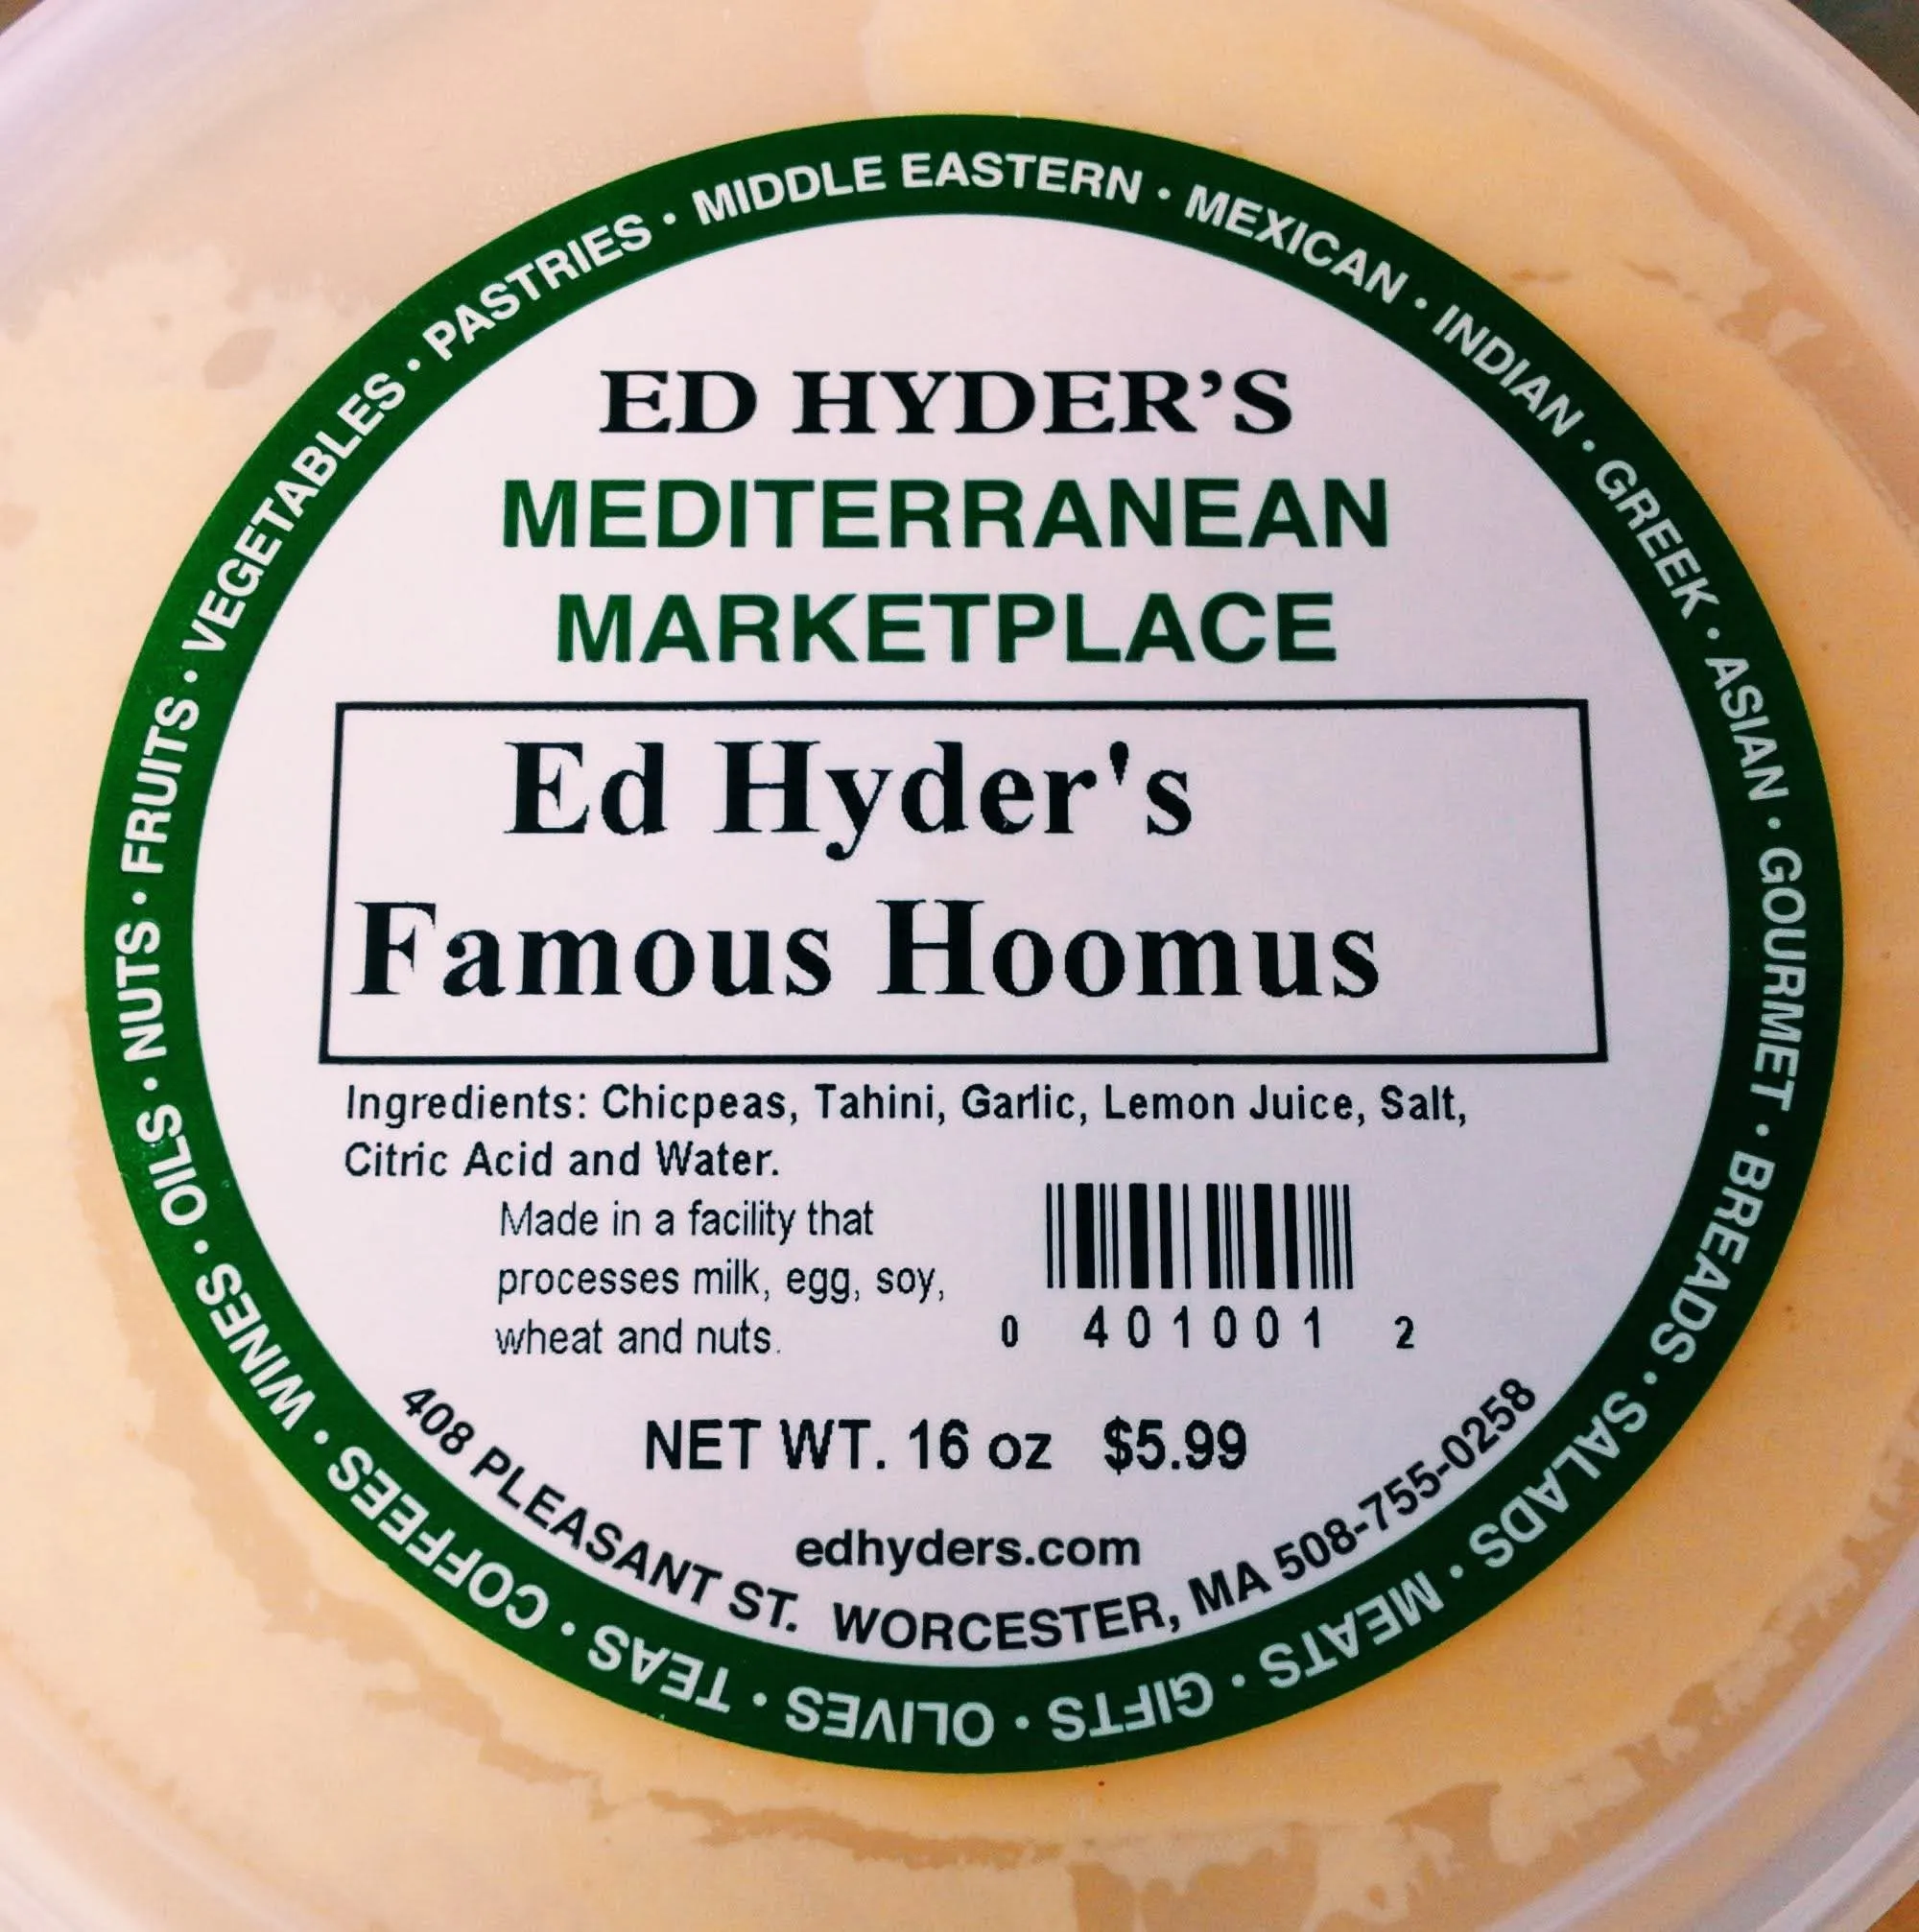 MIDDLE EASTERN • MEXICAN • INDIAN • GREEK • ASIAN • GOURMET • BREADS • SALADS • MEATS • GIFTS • OLIVES • TEAS • COFFEES • WINES • OILS • NUTS • FRUITS • VEGETABLES • PASTRIES •
ED HYDER'S
MEDITERRANEAN
MARKETPLACE
Ed Hyder's
Famous Hoomus
Ingredients: Chicpeas, Tahini, Garlic, Lemon Juice, Salt,
Citric Acid and Water.
Made in a facility that
processes milk, egg, soy,
wheat and nuts.
0 401001 2
NET WT. 16 oz $5.99
edhyders.com
408 PLEASANT ST. WORCESTER, MA 508-755-0258